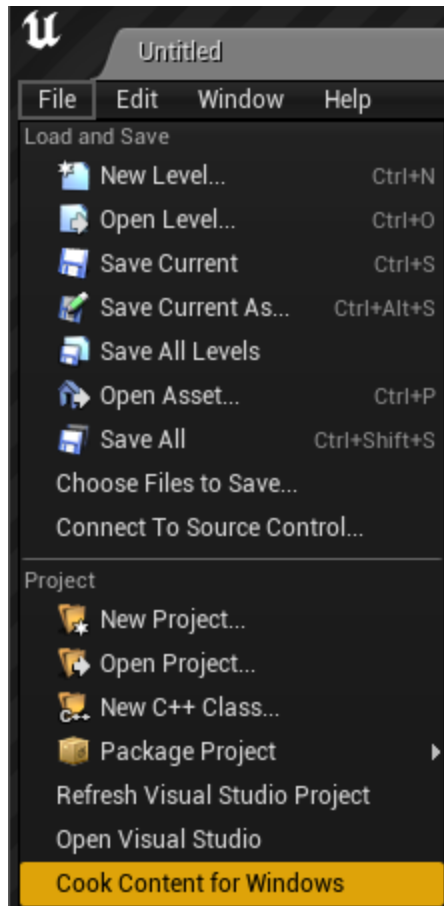 Untitled
File Edit Window Help
Load and Save
New Level... Ctrl+N
Open Level... Ctrl+O
Save Current Ctrl+S
Save Current As... Ctrl+Alt+S
Save All Levels
Open Asset... Ctrl+P
Save All Ctrl+Shift+S
Choose Files to Save...
Connect To Source Control...
Project
New Project...
Open Project...
C++ New C++ Class...
Package Project
Refresh Visual Studio Project
Open Visual Studio
Cook Content for Windows